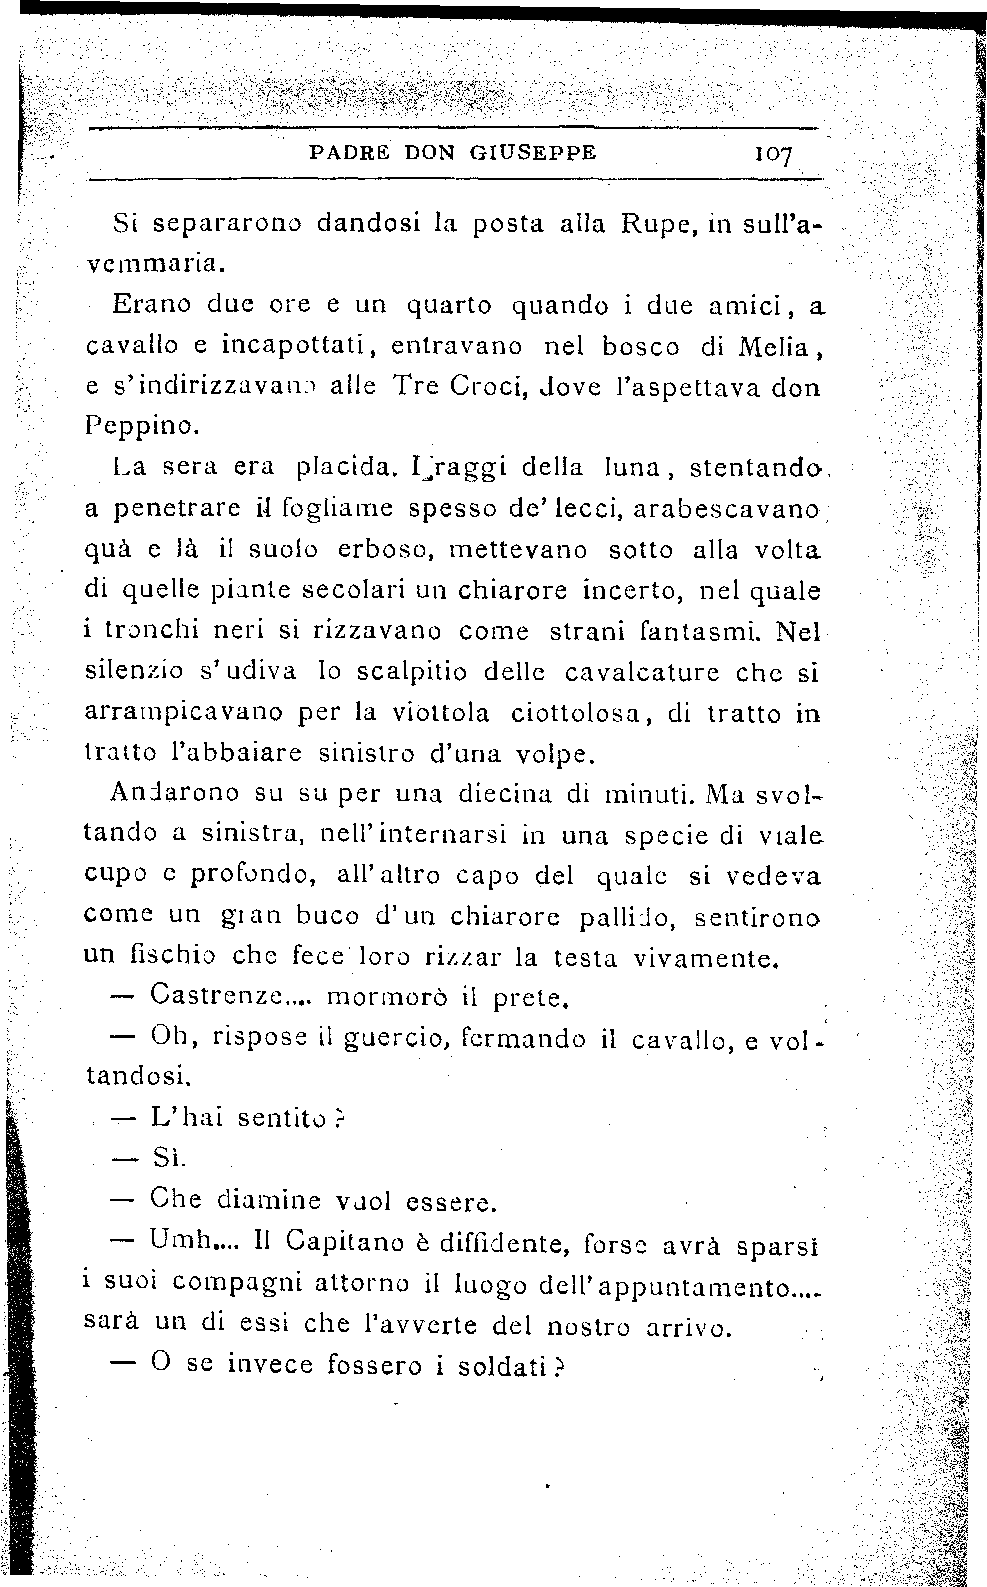 PADRE DON GIUSEPPE 107
Si separarono dandosi la posta alla Rupe, in sull'a-
vemmaria.
Erano due ore e un quarto quando i due amici, a
cavallo e incapottati, entravano nel bosco di Melia,
e s'indirizzavano alle Tre Croci, dove l'aspettava don
Peppino.
La sera era placida. I raggi della luna, stentando
a penetrare il fogliame spesso de' lecci, arabescavano
quà e là il suolo erboso, mettevano sotto alla volta
di quelle piante secolari un chiarore incerto, nel quale
i tronchi neri si rizzavano come strani fantasmi. Nel
silenzio s'udiva lo scalpitio delle cavalcature che si
arrampicavano per la viottola ciottolosa, di tratto in
tratto l'abbaiare sinistro d'una volpe.
Andarono su su per una diecina di minuti. Ma svol-
tando a sinistra, nell'internarsi in una specie di viale
cupo e profondo, all'altro capo del quale si vedeva
come un gran buco d'un chiarore pallido, sentirono
un fischio che fece loro rizzar la testa vivamente.
— Castrenze.... mormorò il prete.
— Oh, rispose il guercio, fermando il cavallo, e vol-
tandosi.
— L'hai sentito?
— Sì.
— Che diamine vuol essere.
— Umh.... Il Capitano è diffidente, forse avrà sparsi
i suoi compagni attorno il luogo dell'appuntamento....
sarà un di essi che l'avverte del nostro arrivo.
— O se invece fossero i soldati?